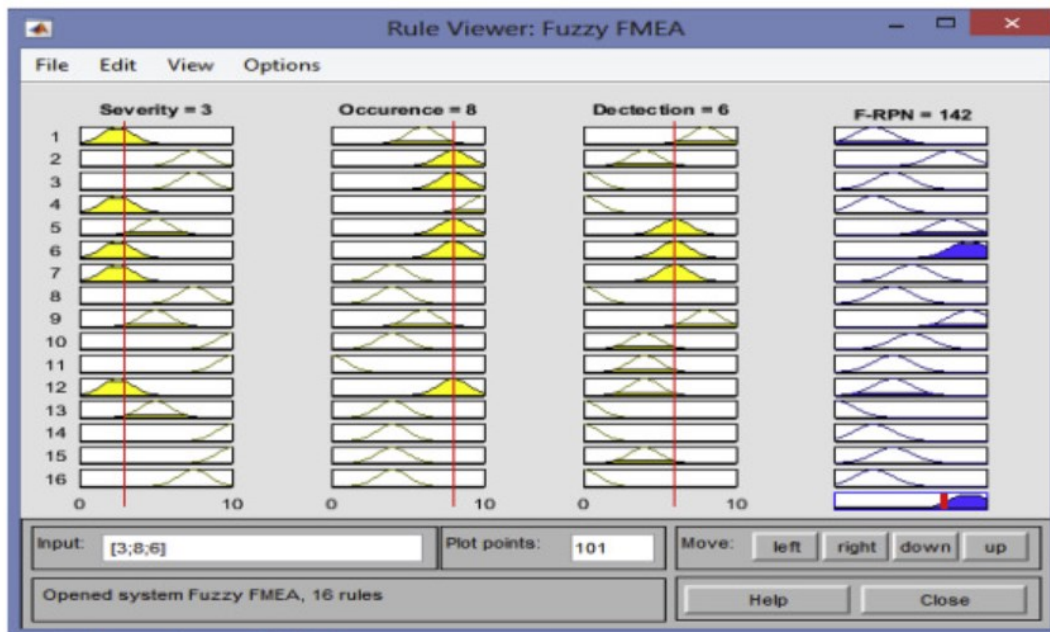 Rule Viewer: Fuzzy FMEA
File Edit View Options
Severity = 3 Occurence = 8 Dectection = 6 F-RPN = 142
1
2
3
4
5
6
7
8
9
10
11
12
13
14
15
16
0 10 0 10 0 10
Input: [3;8;6] Plot points: 101 Move: left right down up
Opened system Fuzzy FMEA, 16 rules Help Close